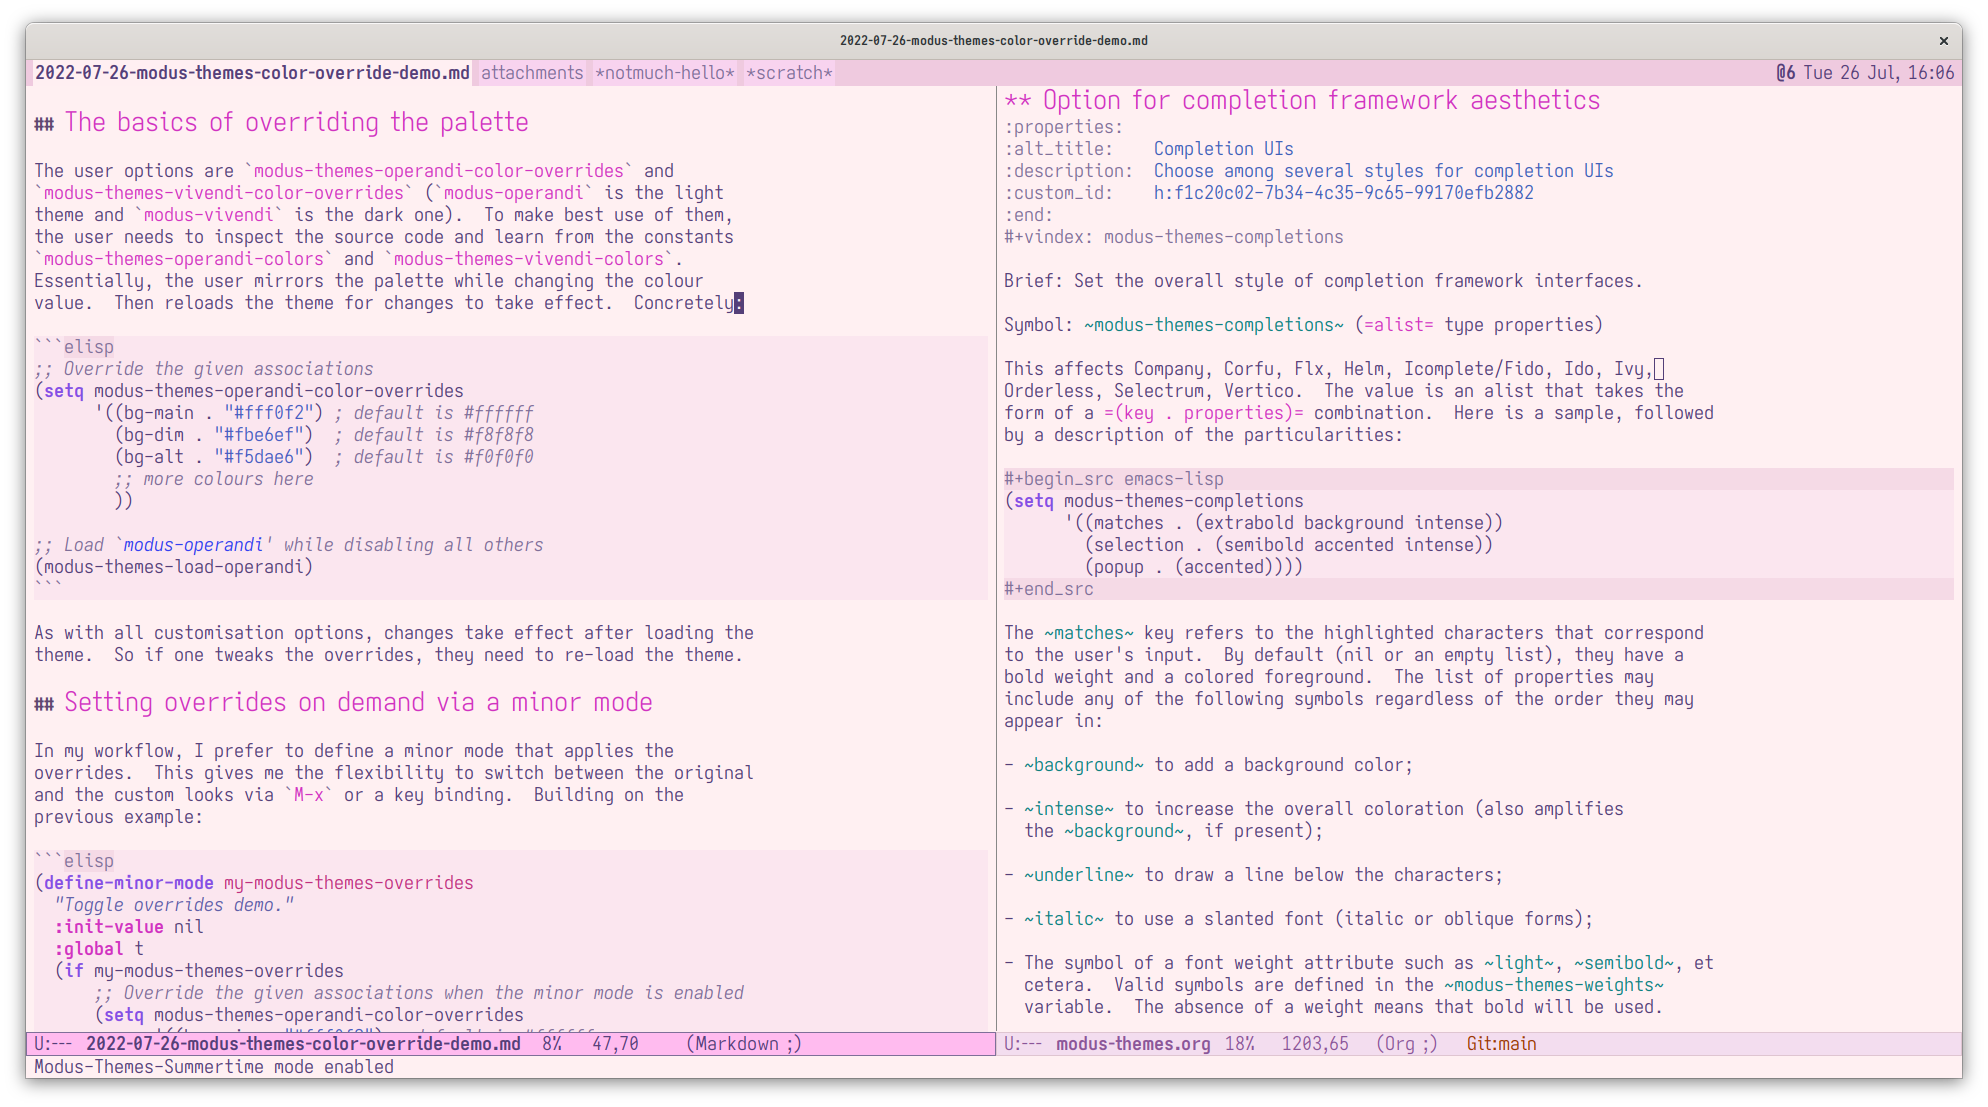 2022-07-26-modus-themes-color-override-demo.md
2022-07-26-modus-themes-color-override-demo.md attachments *notmuch-hello* *scratch* @6 Tue 26 Jul, 16:06
## The basics of overriding the palette
The user options are `modus-themes-operandi-color-overrides` and
`modus-themes-vivendi-color-overrides` (`modus-operandi` is the light
theme and `modus-vivendi` is the dark one).  To make best use of them,
the user needs to inspect the source code and learn from the constants
`modus-themes-operandi-colors` and `modus-themes-vivendi-colors`.
Essentially, the user mirrors the palette while changing the colour
value.  Then reloads the theme for changes to take effect.  Concretely:
```elisp
;; Override the given associations
(setq modus-themes-operandi-color-overrides
      '((bg-main . "#fff0f2") ; default is #ffffff
        (bg-dim . "#fbe6ef")  ; default is #f8f8f8
        (bg-alt . "#f5dae6")  ; default is #f0f0f0
        ;; more colours here
        ))
;; Load `modus-operandi' while disabling all others
(modus-themes-load-operandi)
```
As with all customisation options, changes take effect after loading the
theme.  So if one tweaks the overrides, they need to re-load the theme.
## Setting overrides on demand via a minor mode
In my workflow, I prefer to define a minor mode that applies the
overrides.  This gives me the flexibility to switch between the original
and the custom looks via `M-x` or a key binding.  Building on the
previous example:
```elisp
(define-minor-mode my-modus-themes-overrides
  "Toggle overrides demo."
  :init-value nil
  :global t
  (if my-modus-themes-overrides
      ;; Override the given associations when the minor mode is enabled
      (setq modus-themes-operandi-color-overrides
U:--- 2022-07-26-modus-themes-color-override-demo.md 8% 47,70 (Markdown ;)
Modus-Themes-Summertime mode enabled
** Option for completion framework aesthetics
:properties:
:alt_title:    Completion UIs
:description:  Choose among several styles for completion UIs
:custom_id:    h:f1c20c02-7b34-4c35-9c65-99170efb2882
:end:
#+vindex: modus-themes-completions
Brief: Set the overall style of completion framework interfaces.
Symbol: ~modus-themes-completions~ (=alist= type properties)
This affects Company, Corfu, Flx, Helm, Icomplete/Fido, Ido, Ivy,
Orderless, Selectrum, Vertico.  The value is an alist that takes the
form of a =(key . properties)= combination.  Here is a sample, followed
by a description of the particularities:
#+begin_src emacs-lisp
(setq modus-themes-completions
      '((matches . (extrabold background intense))
        (selection . (semibold accented intense))
        (popup . (accented))))
#+end_src
The ~matches~ key refers to the highlighted characters that correspond
to the user's input.  By default (nil or an empty list), they have a
bold weight and a colored foreground.  The list of properties may
include any of the following symbols regardless of the order they may
appear in:
- ~background~ to add a background color;
- ~intense~ to increase the overall coloration (also amplifies
  the ~background~, if present);
- ~underline~ to draw a line below the characters;
- ~italic~ to use a slanted font (italic or oblique forms);
- The symbol of a font weight attribute such as ~light~, ~semibold~, et
  cetera.  Valid symbols are defined in the ~modus-themes-weights~
  variable.  The absence of a weight means that bold will be used.
U:--- modus-themes.org 18% 1203,65 (Org ;) Git:main